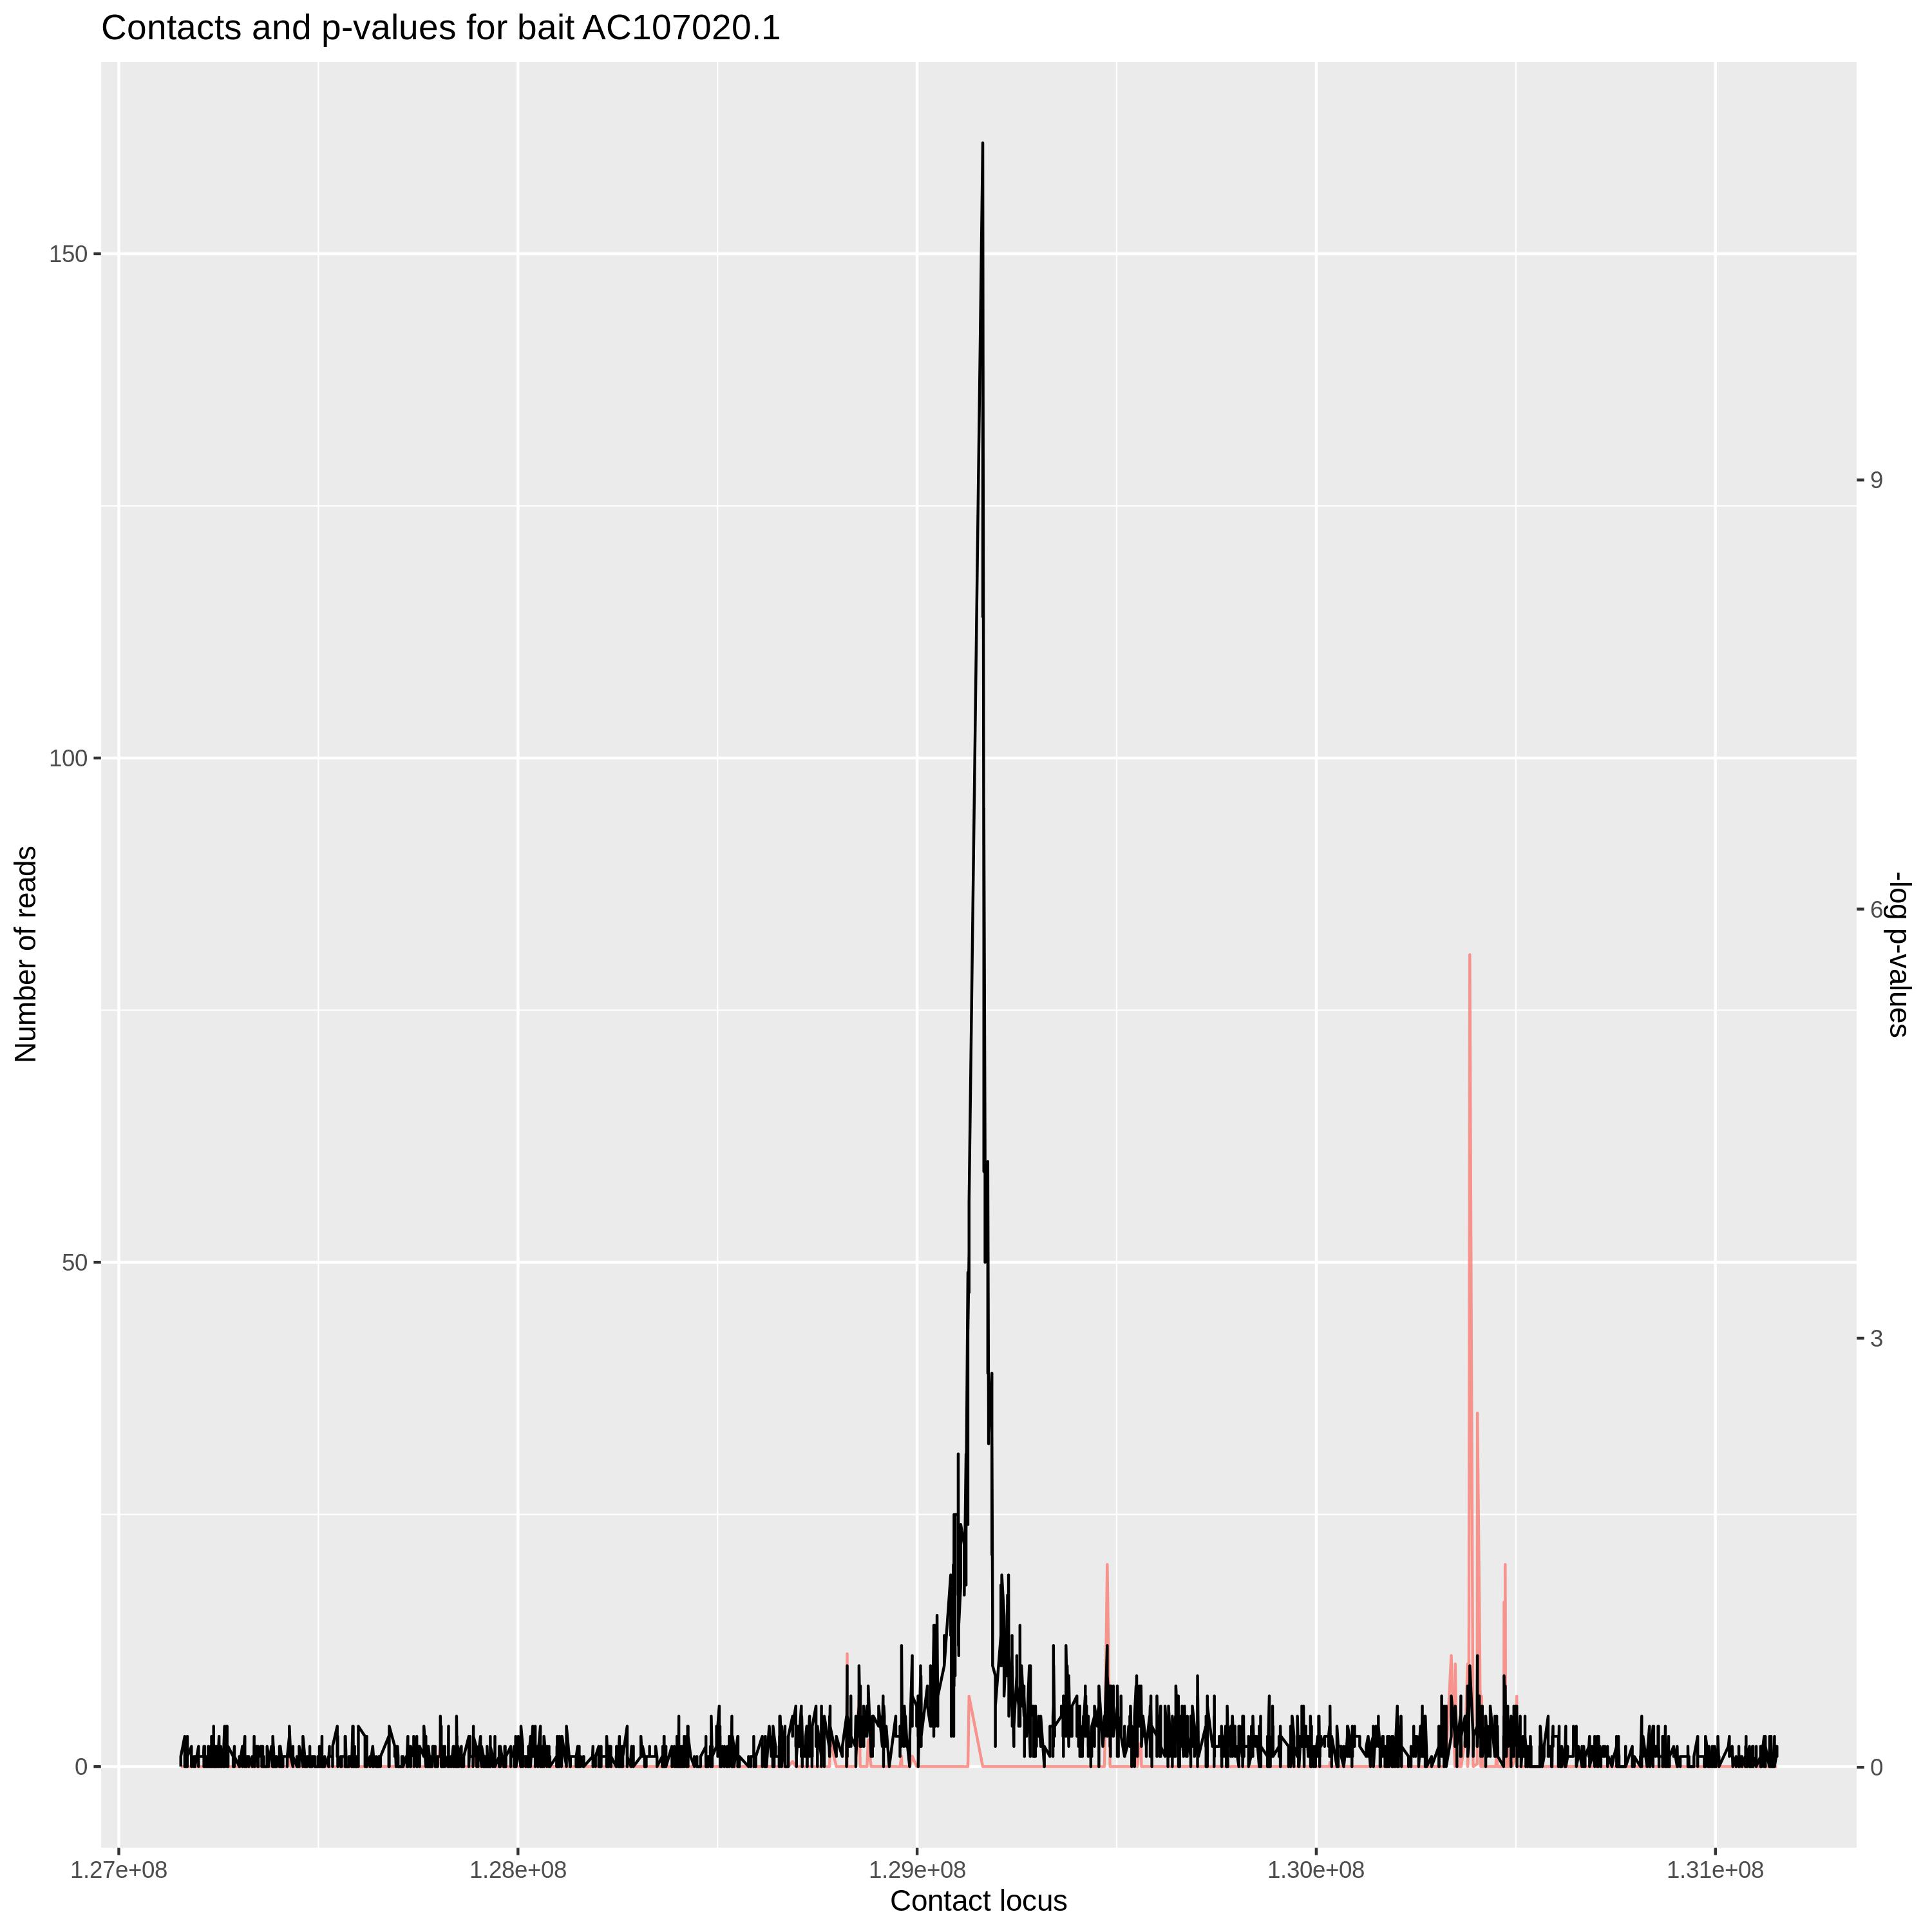 Contacts and p-values for bait AC107020.1
150
100
50
0
Number of reads
9
6
3
0
-log p-values
1.27e+08
1.28e+08
1.29e+08
1.30e+08
1.31e+08
Contact locus